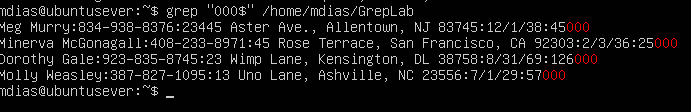 mdias@ubuntusever:~$ grep "000$" /home/mdias/GrepLab
Meg Murry:834-938-8376:23445 Aster Ave., Allentown, NJ 83745:12/1/38:45000
Minerva McGonagall:408-233-8971:45 Rose Terrace, San Francisco, CA 92303:2/3/36:25000
Dorothy Gale:923-835-8745:23 Wimp Lane, Kensington, DL 38758:8/31/69:126000
Molly Weasley:387-827-1095:13 Uno Lane, Ashville, NC 23556:7/1/29:57000
mdias@ubuntusever:~$ _